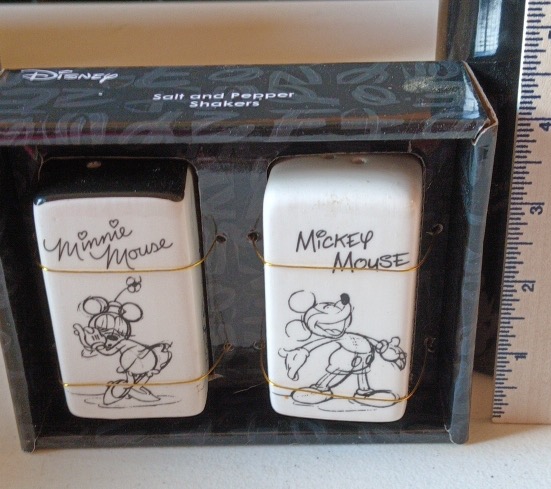 Disney
Salt and Pepper
Shakers
Minnie
Mouse
Mickey
Mouse
4
3
2
1